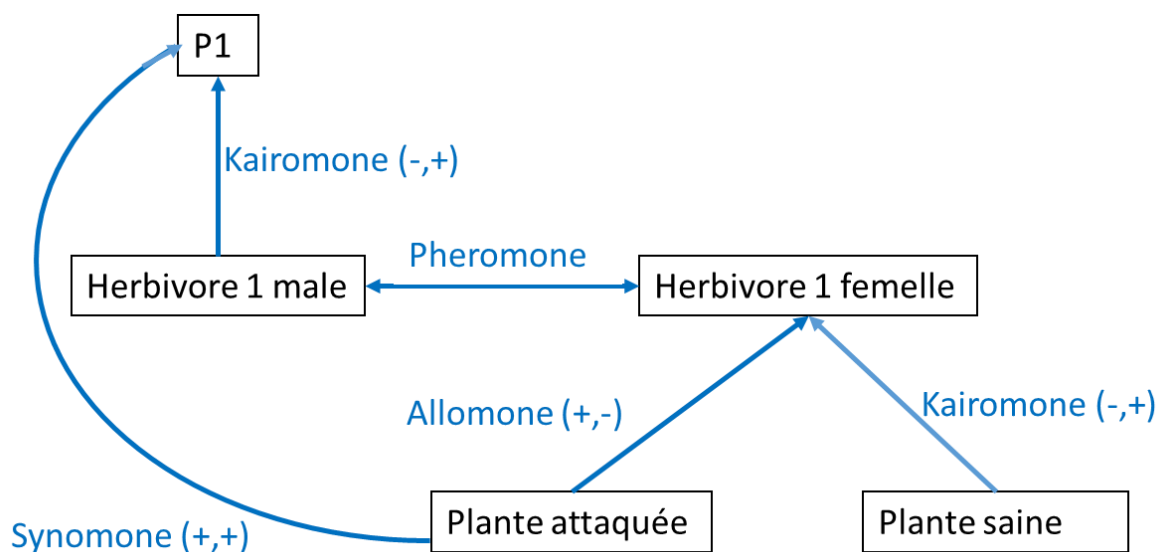 P1
Kairomone (-,+)
Pheromone
Herbivore 1 male
Herbivore 1 femelle
Allomone (+,-)
Kairomone (-,+)
Plante attaquée
Plante saine
Synomone (+,+)